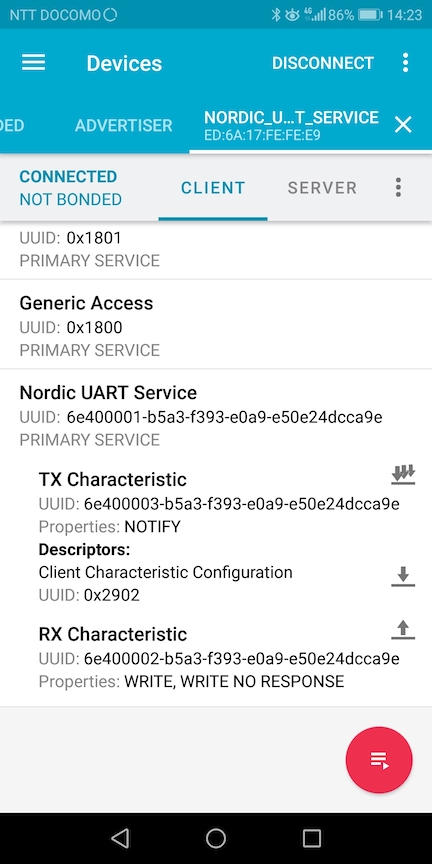 NTT DOCOMO 4G 86% 14:23
Devices DISCONNECT
DED ADVERTISER NORDIC_U...T_SERVICE
ED:6A:17:FE:FE:E9
CONNECTED
NOT BONDED
CLIENT SERVER
UUID: 0x1801
PRIMARY SERVICE
Generic Access
UUID: 0x1800
PRIMARY SERVICE
Nordic UART Service
UUID: 6e400001-b5a3-f393-e0a9-e50e24dcca9e
PRIMARY SERVICE
TX Characteristic
UUID: 6e400003-b5a3-f393-e0a9-e50e24dcca9e
Properties: NOTIFY
Descriptors:
Client Characteristic Configuration
UUID: 0x2902
RX Characteristic
UUID: 6e400002-b5a3-f393-e0a9-e50e24dcca9e
Properties: WRITE, WRITE NO RESPONSE